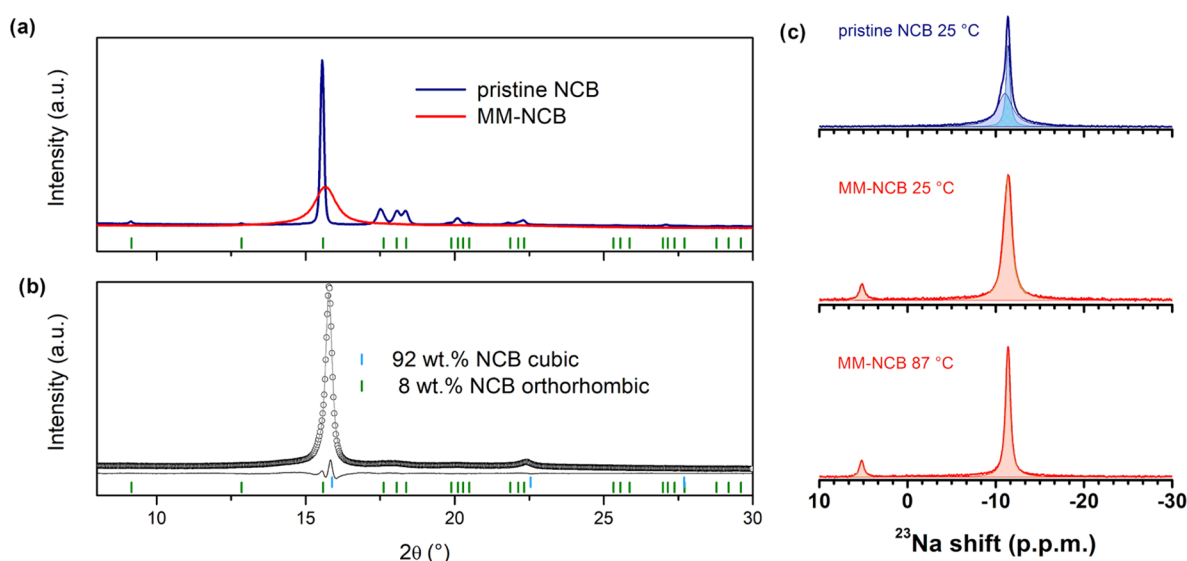 (a)
Intensity (a.u.)
pristine NCB
MM-NCB
(b)
Intensity (a.u.)
92 wt.% NCB cubic
8 wt.% NCB orthorhombic
10
15
20
25
30
2θ (°)
(c)
pristine NCB 25 °C
MM-NCB 25 °C
MM-NCB 87 °C
10
0
-10
-20
-30
²³Na shift (p.p.m.)